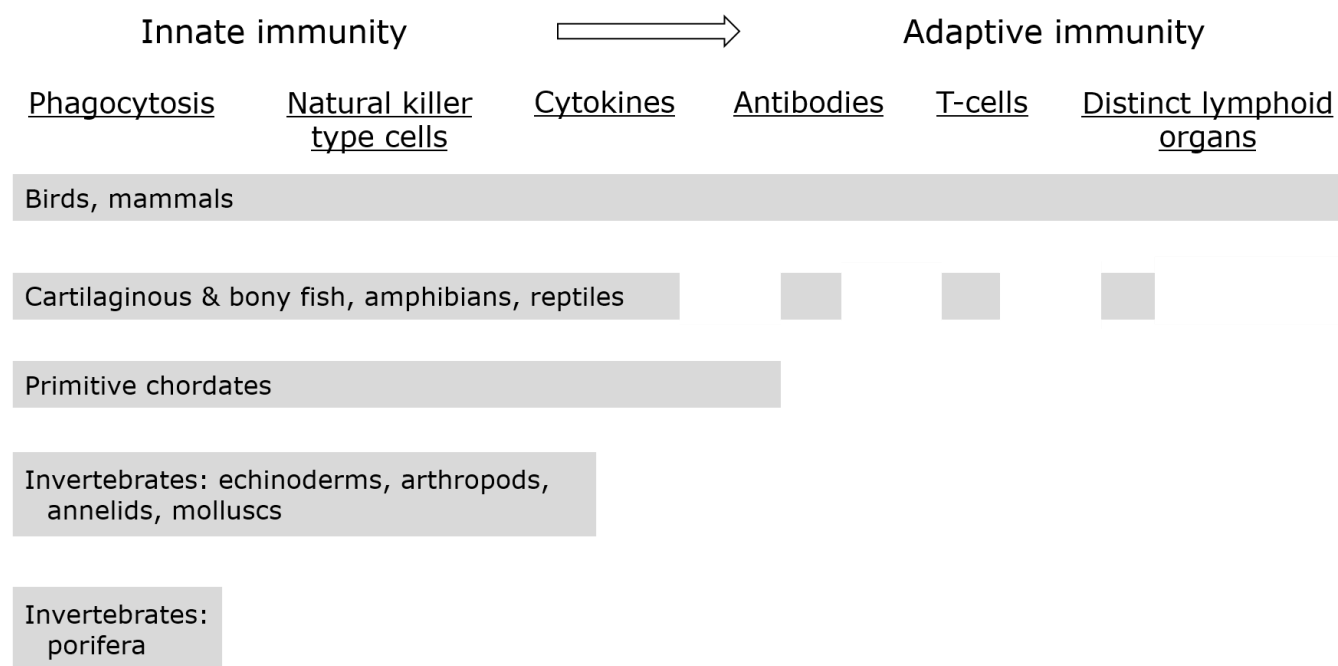 Innate immunity
Adaptive immunity
Phagocytosis
Natural killer
type cells
Cytokines
Antibodies
T-cells
Distinct lymphoid
organs
Birds, mammals
Cartilaginous & bony fish, amphibians, reptiles
Primitive chordates
Invertebrates: echinoderms, arthropods,
annelids, molluscs
Invertebrates:
porifera